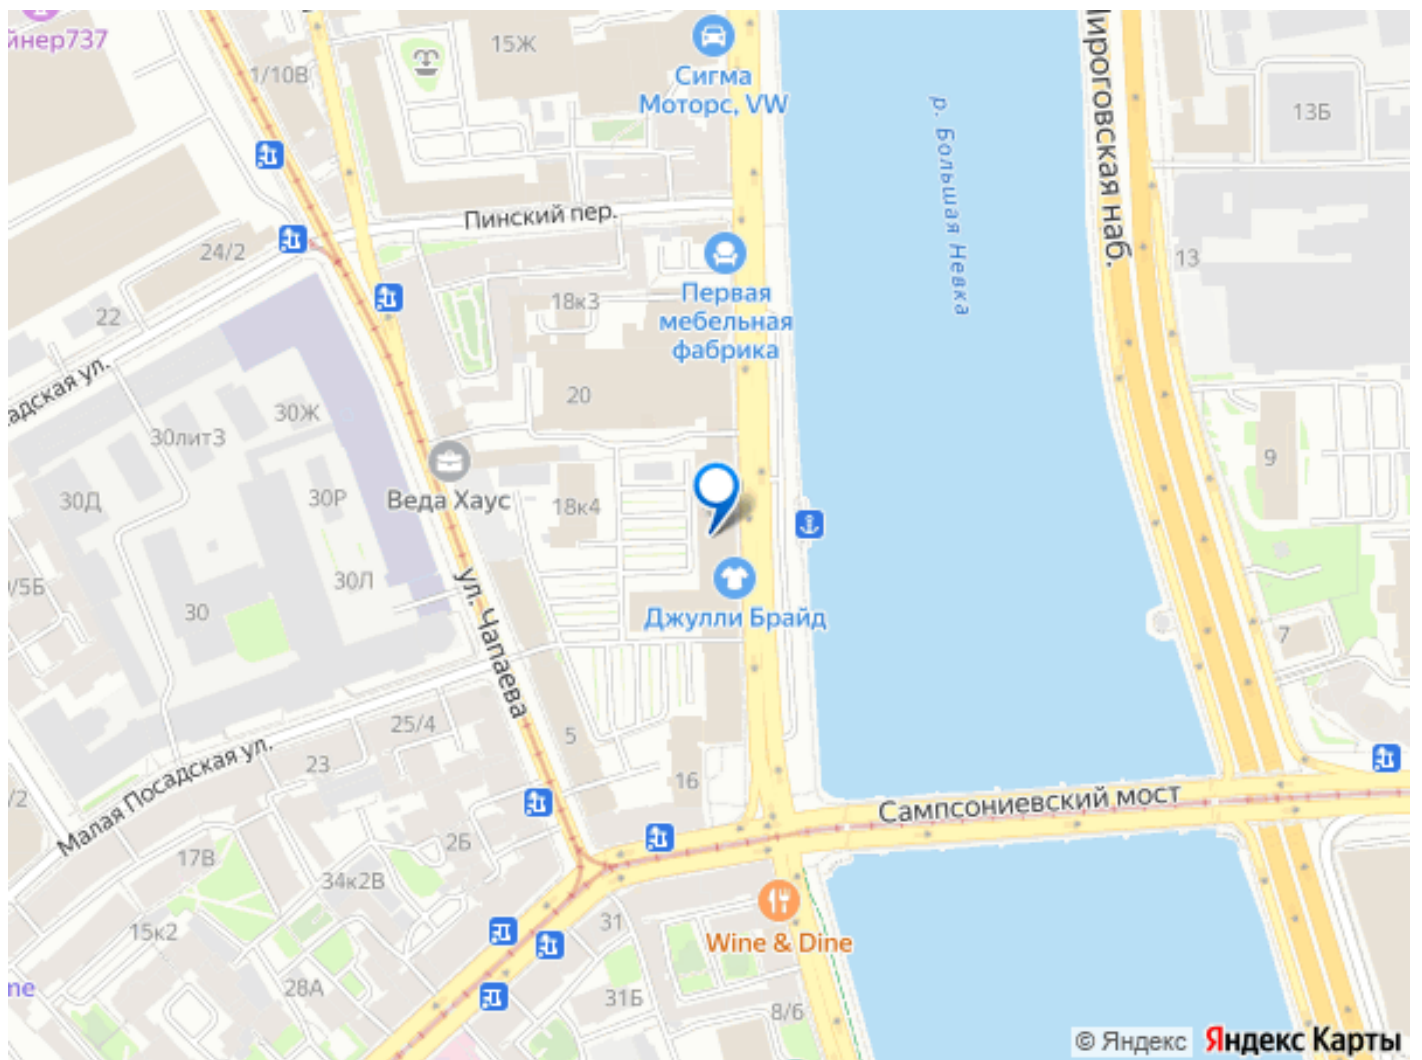 йнер737
15Ж
1/10В
Сигма
Моторс, VW
р. Большая Невка
Пироговская наб.
13Б
Пинский пер.
24/2
13
22
18к3
Первая
мебельная
фабрика
адская ул.
30Ж
30литЗ
20
9
30Д
30Р
Веда Хаус
18к4
/5Б
30
30Л
ул. Чапаева
Джулли Брайд
7
25/4
23
5
16
/2
Малая Посадская ул.
Сампсониевский мост
2Б
17В
34к2В
15к2
31
Wine & Dine
me
28А
31Б
8/6
© Яндекс Яндекс Карты